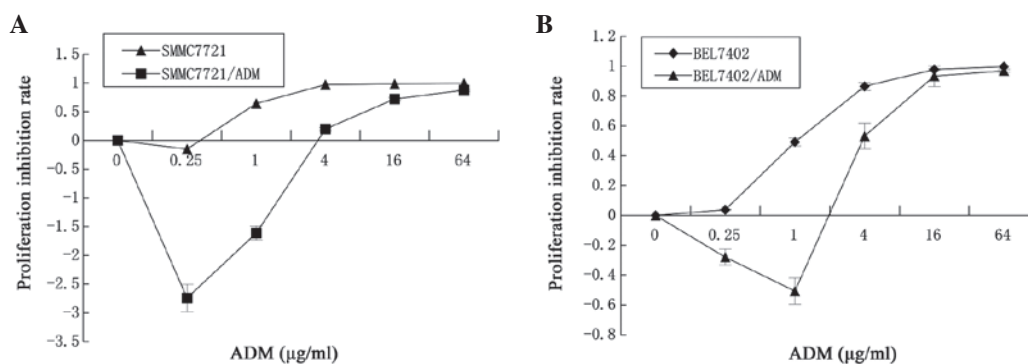 A
SMMC7721
SMMC7721/ADM
Proliferation inhibition rate
1.5
1
0.5
0
-0.5
-1
-1.5
-2
-2.5
-3
-3.5
0 0.25 1 4 16 64
ADM (μg/ml)
B
BEL7402
BEL7402/ADM
Proliferation inhibition rate
1.2
1
0.8
0.6
0.4
0.2
0
-0.2
-0.4
-0.6
-0.8
0 0.25 1 4 16 64
ADM (μg/ml)